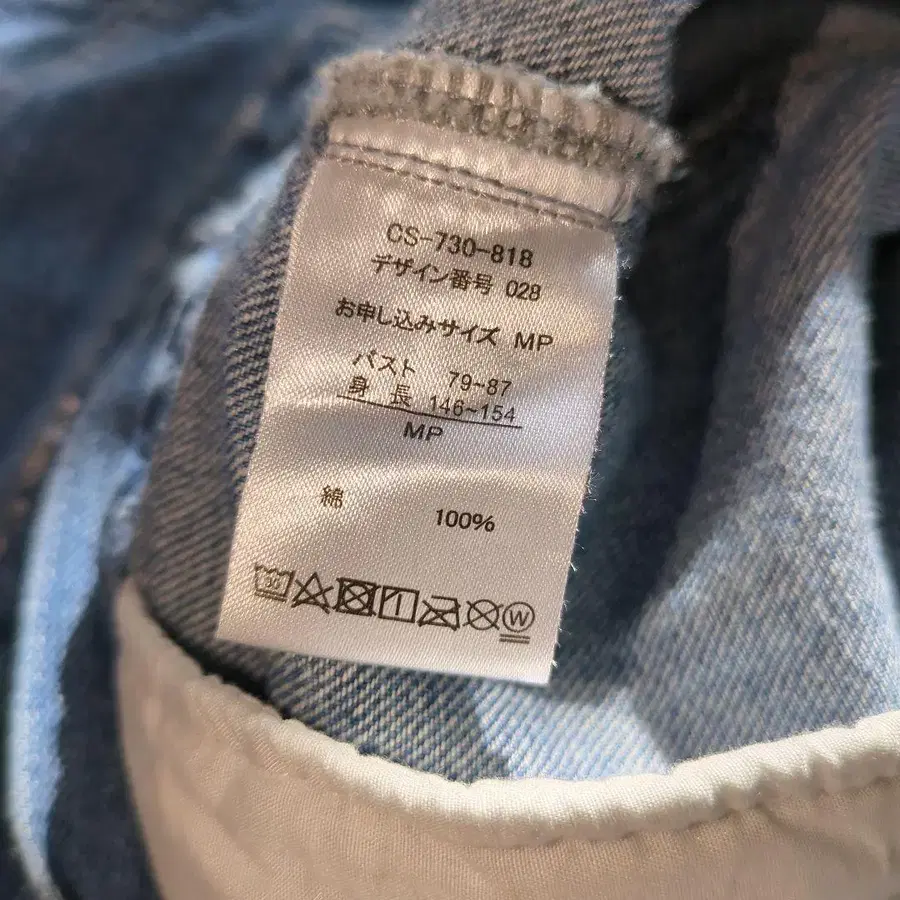 CS-730-818
デザイン番号 028
お申し込みサイズ MP
バスト 79~87
身長 146~154
MP
綿 100%
30
W